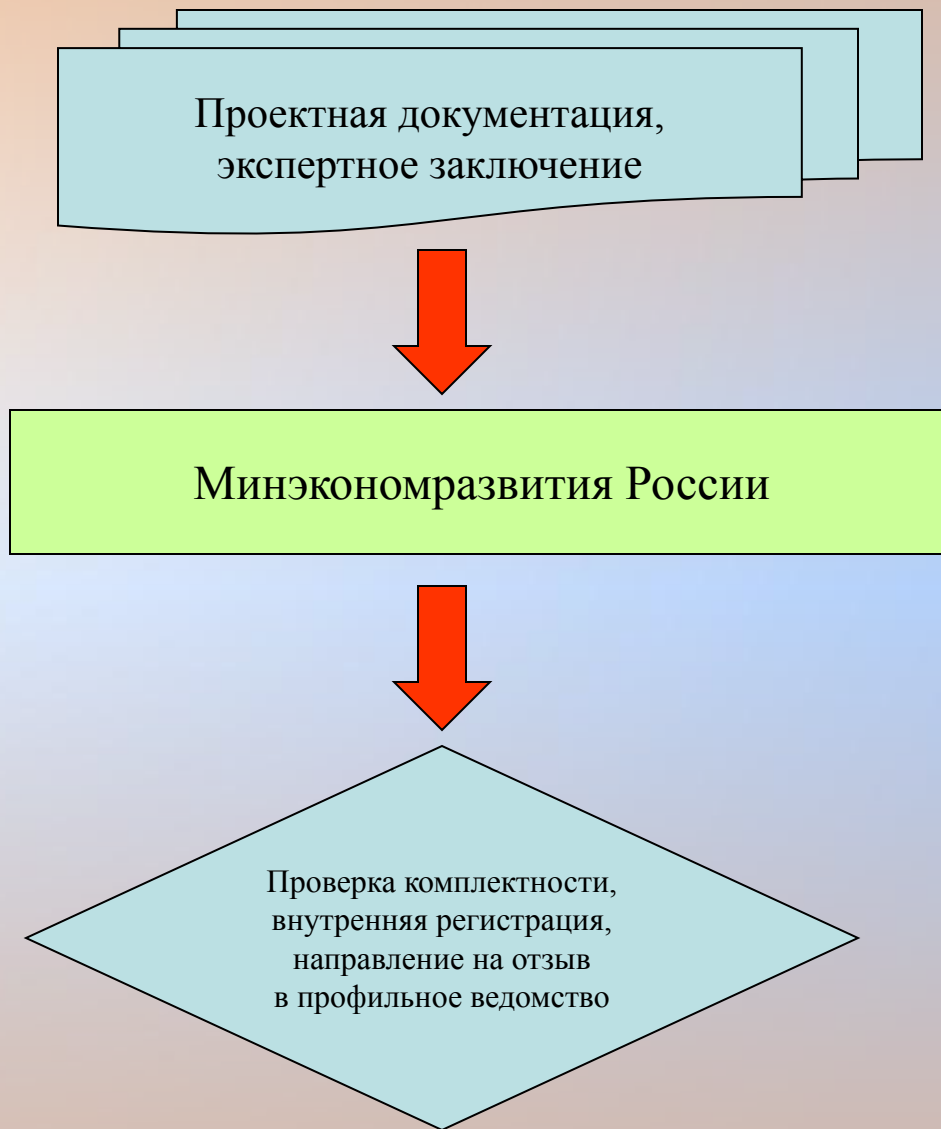 Проектная документация,
экспертное заключение
Минэкономразвития России
Проверка комплектности,
внутренняя регистрация,
направление на отзыв
в профильное ведомство